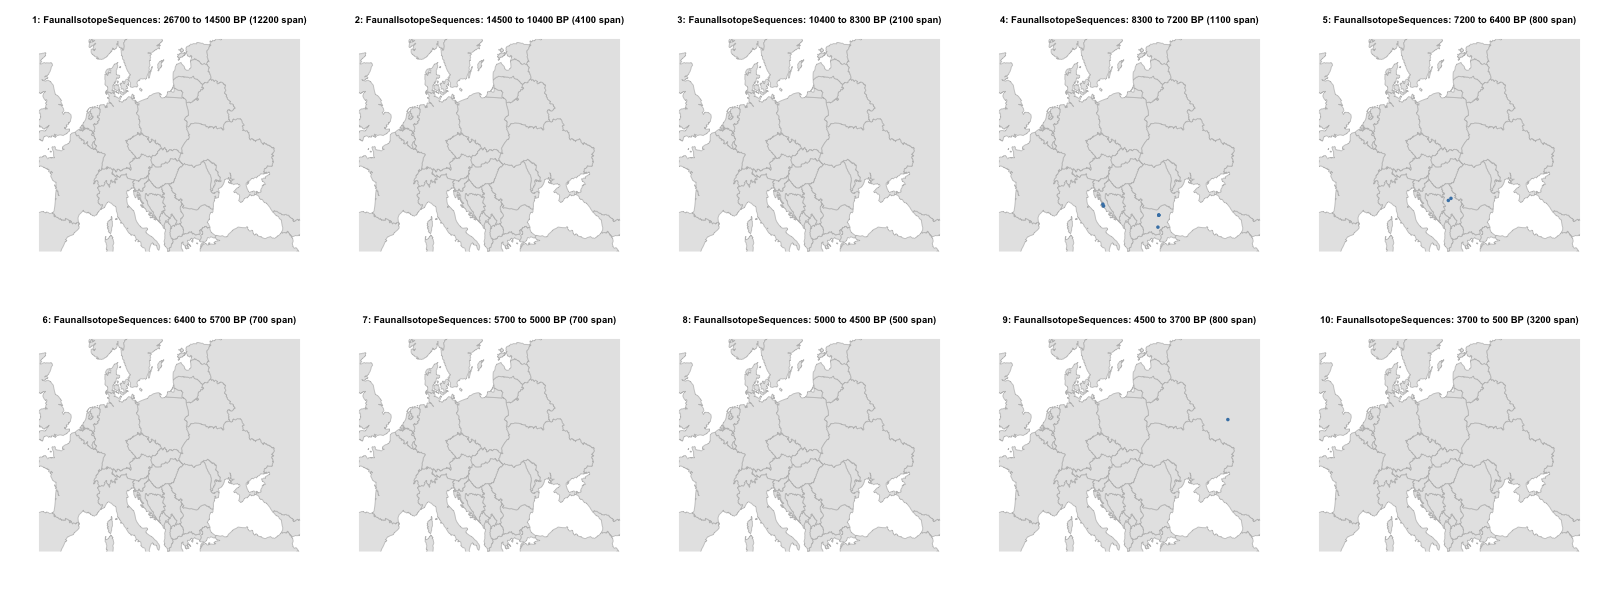 1: FaunalIsotopeSequences: 26700 to 14500 BP (12200 span)
2: FaunalIsotopeSequences: 14500 to 10400 BP (4100 span)
3: FaunalIsotopeSequences: 10400 to 8300 BP (2100 span)
4: FaunalIsotopeSequences: 8300 to 7200 BP (1100 span)
5: FaunalIsotopeSequences: 7200 to 6400 BP (800 span)
6: FaunalIsotopeSequences: 6400 to 5700 BP (700 span)
7: FaunalIsotopeSequences: 5700 to 5000 BP (700 span)
8: FaunalIsotopeSequences: 5000 to 4500 BP (500 span)
9: FaunalIsotopeSequences: 4500 to 3700 BP (800 span)
10: FaunalIsotopeSequences: 3700 to 500 BP (3200 span)